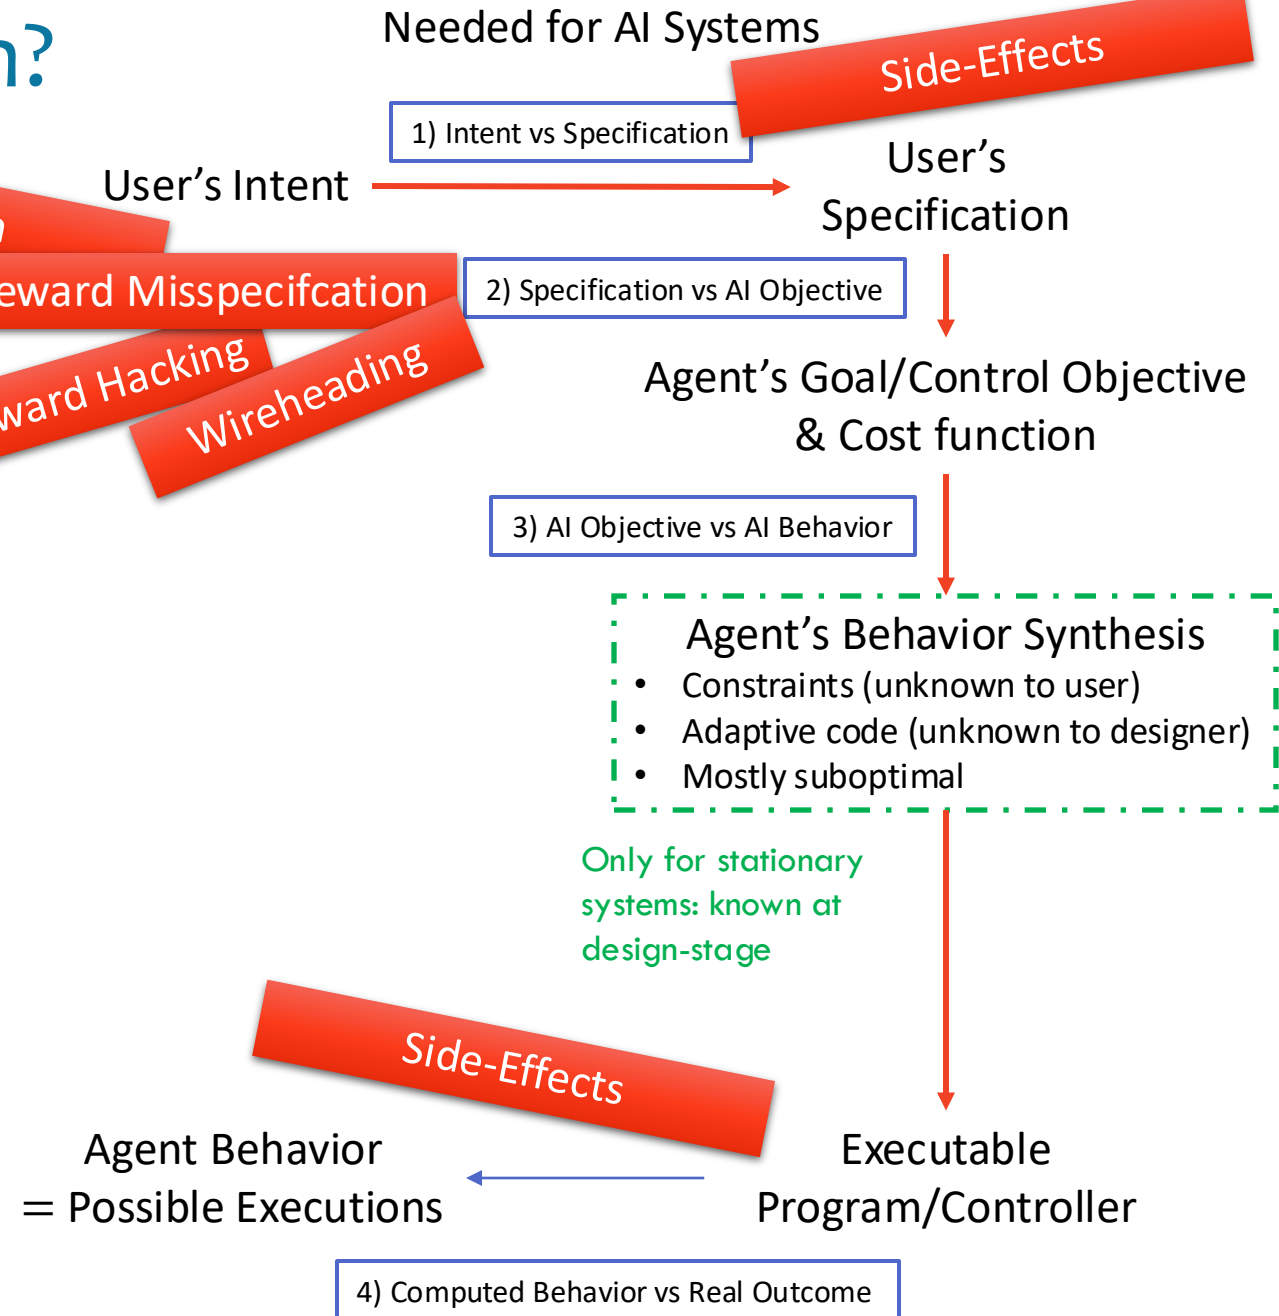 Needed for AI Systems
Side-Effects
1) Intent vs Specification
User's Intent
User's
Specification
Reward Misspecifcation
2) Specification vs AI Objective
Hacking
Wireheading
Agent's Goal/Control Objective
& Cost function
3) AI Objective vs AI Behavior
Agent's Behavior Synthesis
• Constraints (unknown to user)
• Adaptive code (unknown to designer)
• Mostly suboptimal
Only for stationary
systems: known at
design-stage
Side-Effects
Agent Behavior
= Possible Executions
Executable
Program/Controller
4) Computed Behavior vs Real Outcome